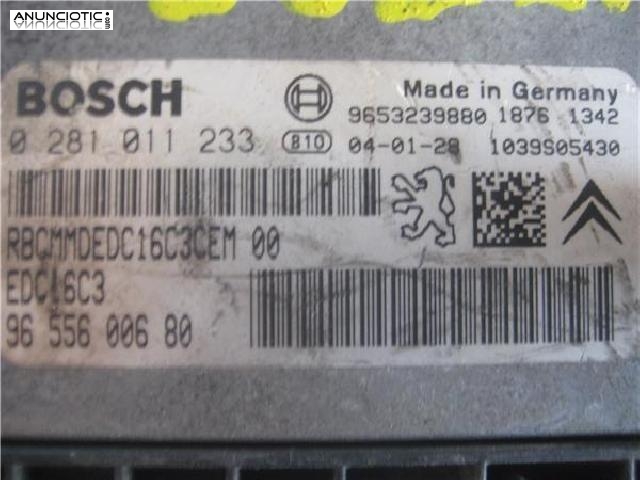 ANUNCIOTIC
.com
BOSCH
Made in Germany
9653239880 1876 1342
0 281 011 233 B10 04-01-28 1039S05430
RBCMMDEDC16C3CEM 00
EDC16C3
96 556 006 80